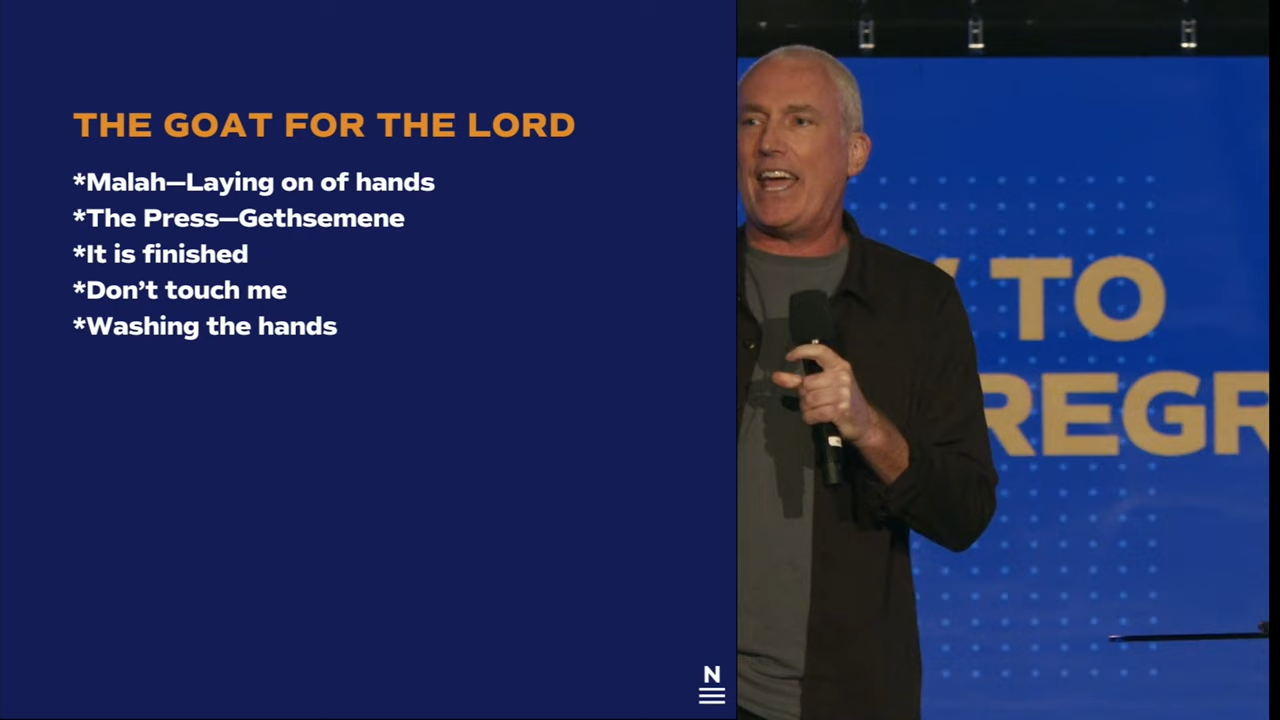 THE GOAT FOR THE LORD
*Malah—Laying on of hands
*The Press—Gethsemene
*It is finished
*Don’t touch me
*Washing the hands
N
TO
REGR